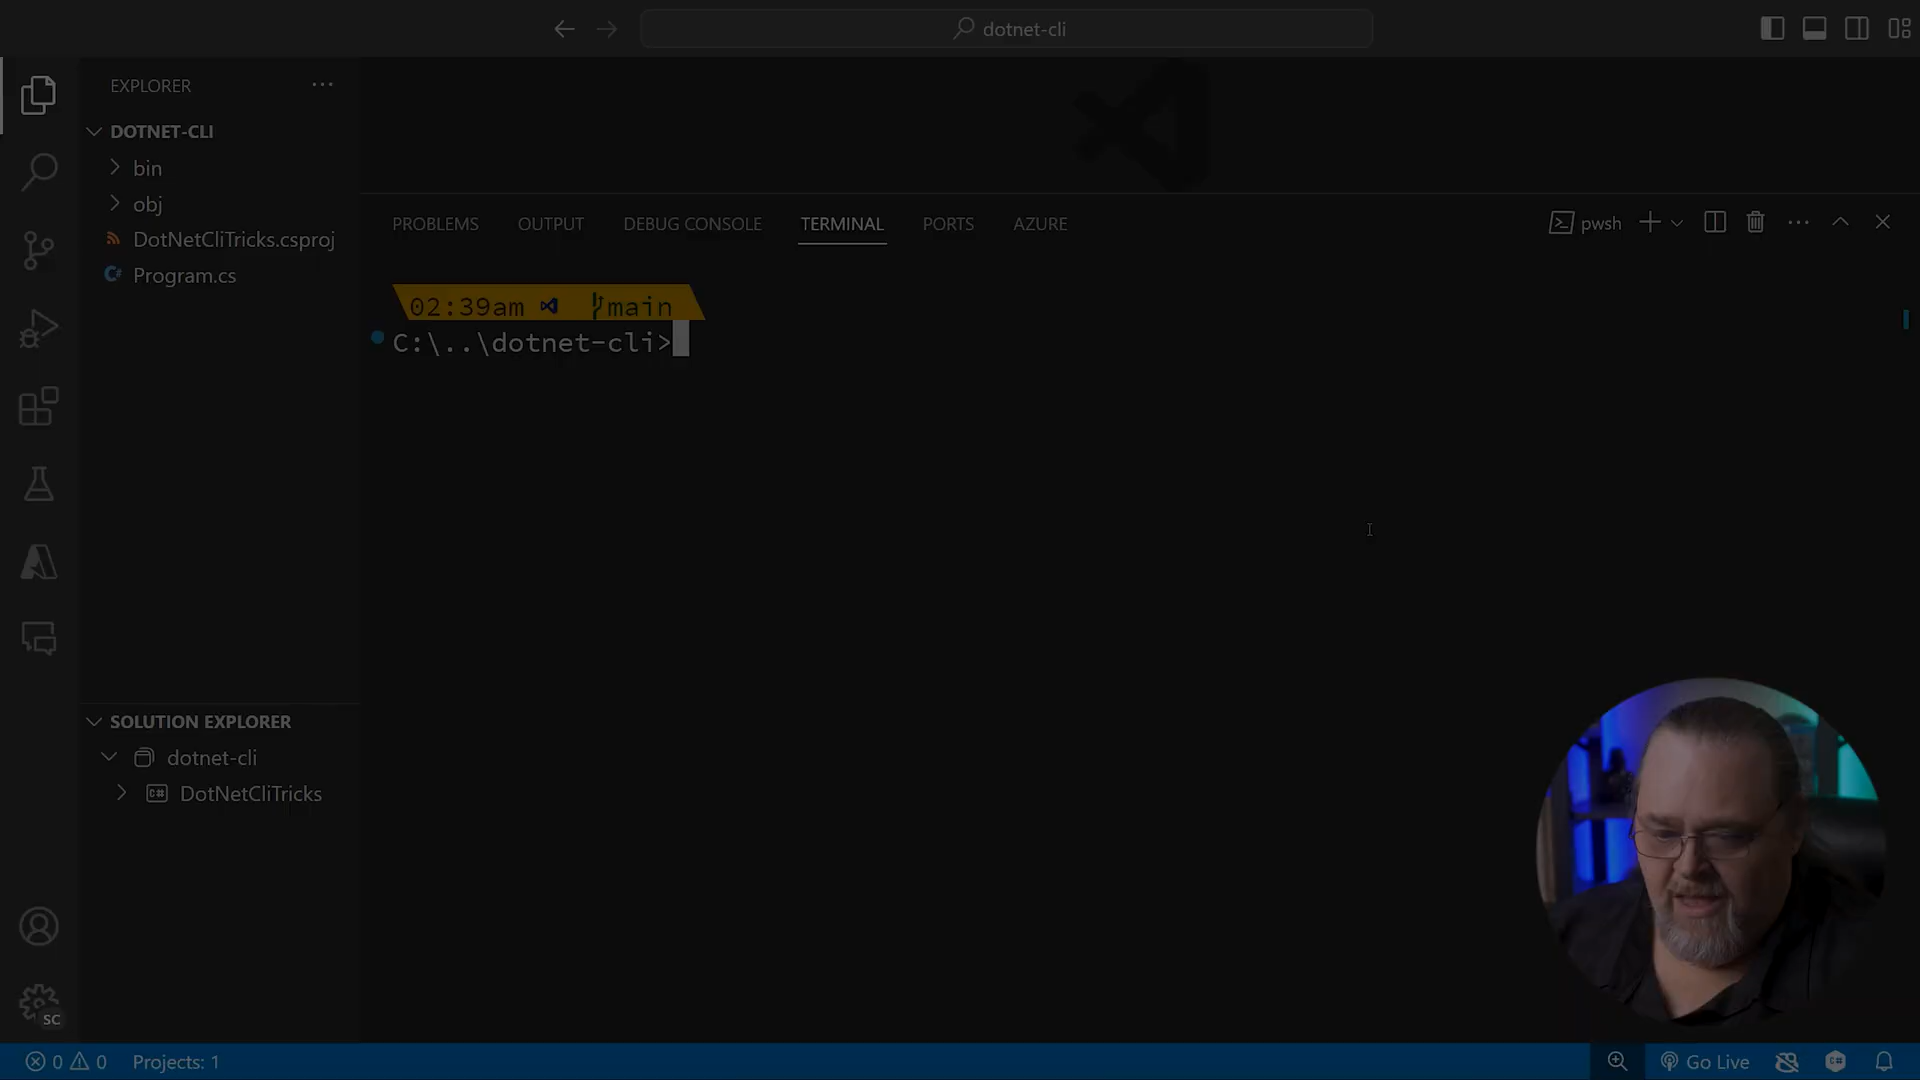 dotnet-cli
EXPLORER
DOTNET-CLI
bin
obj
DotNetCliTricks.csproj
Program.cs
PROBLEMS OUTPUT DEBUG CONSOLE TERMINAL PORTS AZURE
pwsh
02:39am main
C:\..\dotnet-cli>
SOLUTION EXPLORER
dotnet-cli
C# DotNetCliTricks
SC
0 0 Projects: 1
Go Live